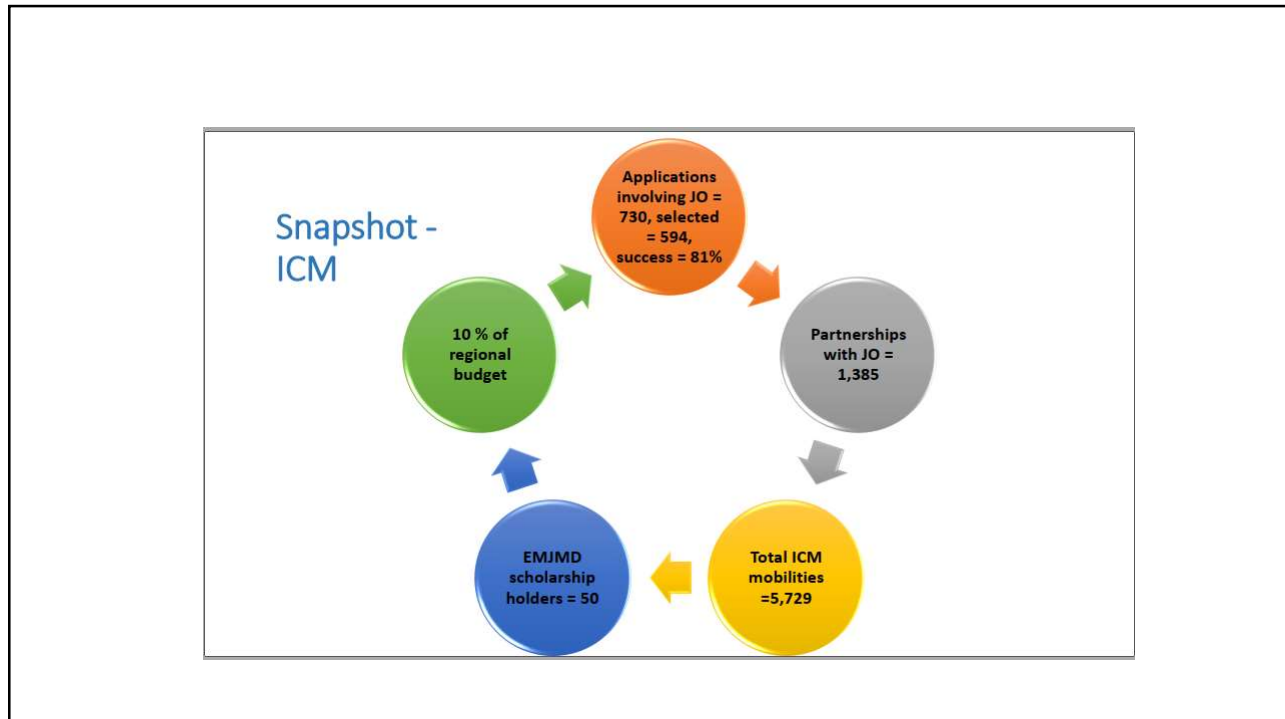 Snapshot -
ICM
Applications
involving JO =
730, selected
= 594,
success = 81%
Partnerships
with JO =
1,385
Total ICM
mobilities
=5,729
EMJMD
scholarship
holders = 50
10 % of
regional
budget